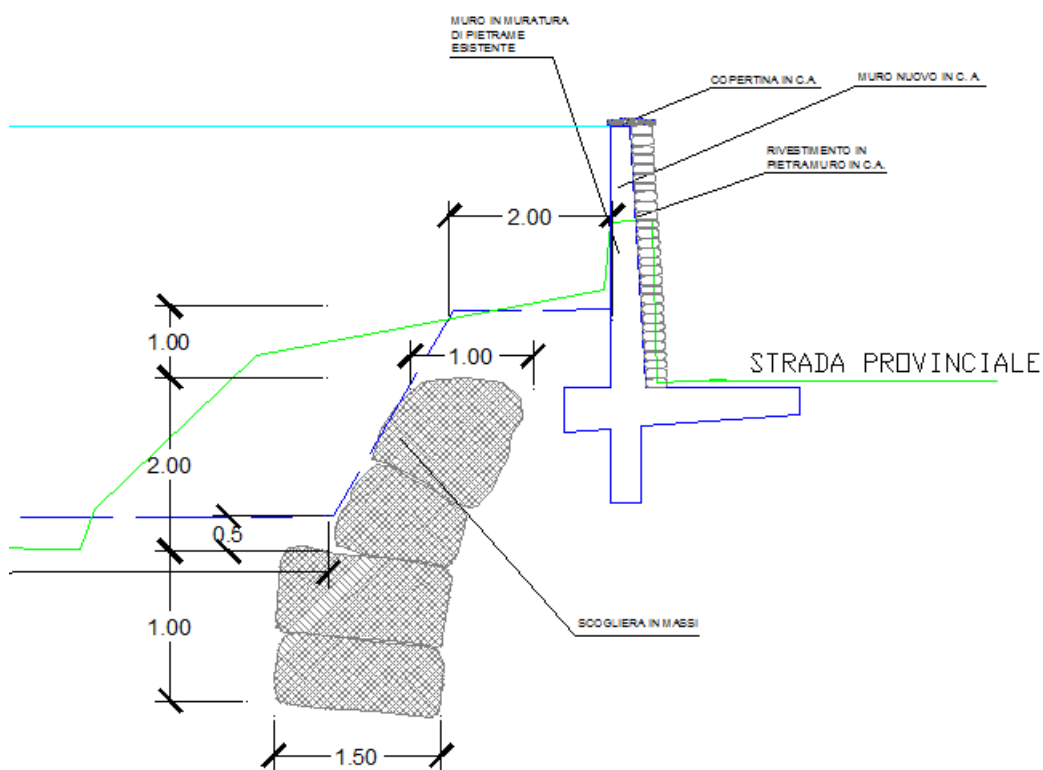 MURO IN MURATURA
DI PIETRAME
ESISTENTE
COPERTINA IN C.A.
MURO NUOVO IN C. A.
RIVESTIMENTO IN
PIETRAMURO IN C.A.
2.00
1.00
1.00
STRADA PROVINCIALE
2.00
0.5
1.00
SCOGLIERA IN MASSI
1.50